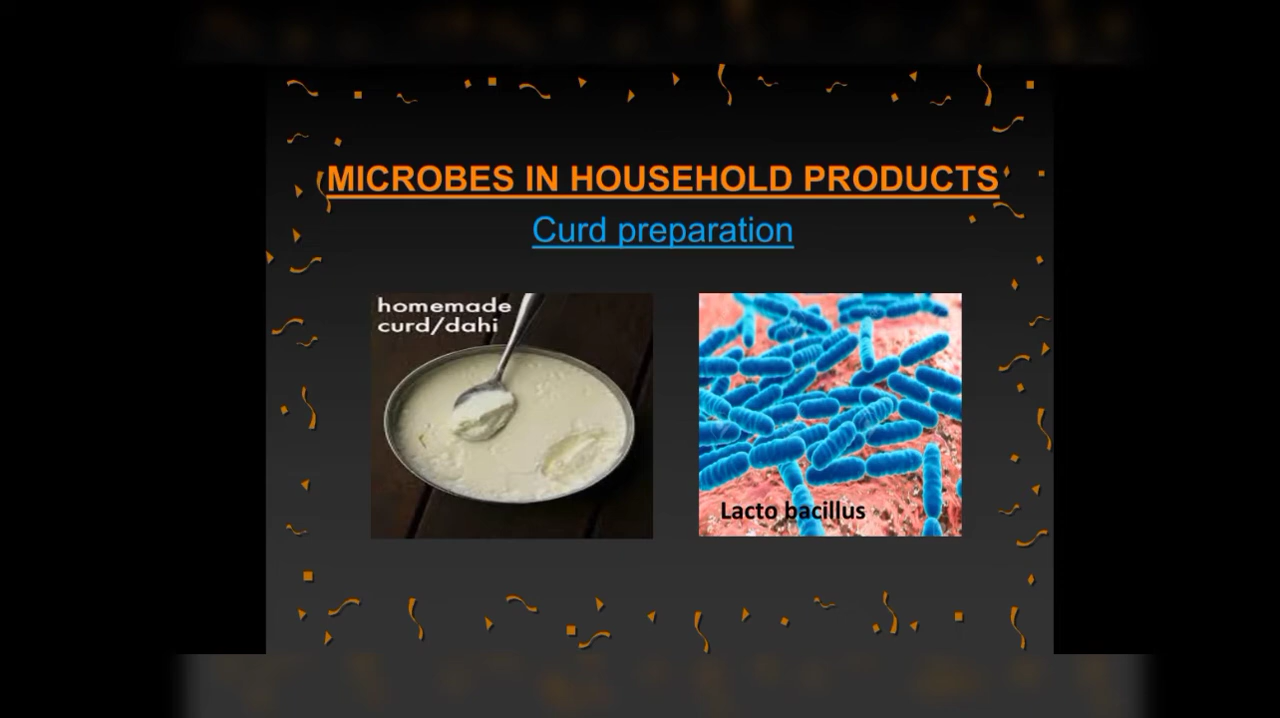 MICROBES IN HOUSEHOLD PRODUCTS
Curd preparation
homemade
curd/dahi
Lacto bacillus